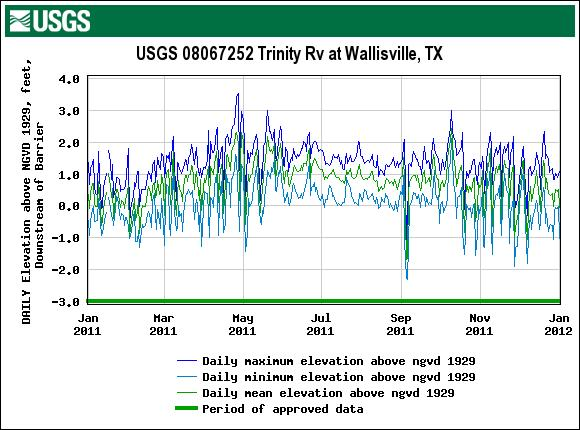 USGS
USGS 08067252 Trinity Rv at Wallisville, TX
DAILY Elevation above NGVD 1929, feet,
Downstream of Barrier
4.0
3.0
2.0
1.0
0.0
-1.0
-2.0
-3.0
Jan Mar May Jul Sep Nov Jan
2011 2011 2011 2011 2011 2011 2012
Daily maximum elevation above ngvd 1929
Daily minimum elevation above ngvd 1929
Daily mean elevation above ngvd 1929
Period of approved data